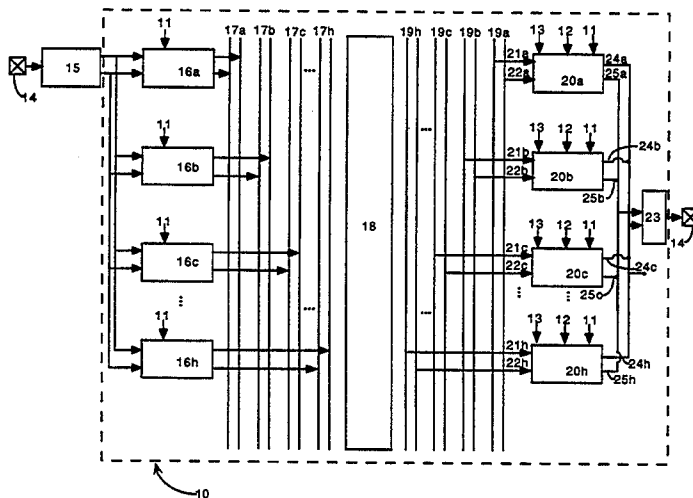 11 17a 17b 17c 17h 19h 19c 19b 19a 13 12 11
15 16a ... 21a 22a 20a 24a 25a
14
11 ... 13 12 11
16b 21b 22b 20b 24b 25b
18 23
11 13 12 11 14
16c 21c 22c 20c 24c 25c
... ... ... ...
11 ... 13 12 11
16h 21h 22h 20h 24h 25h
10